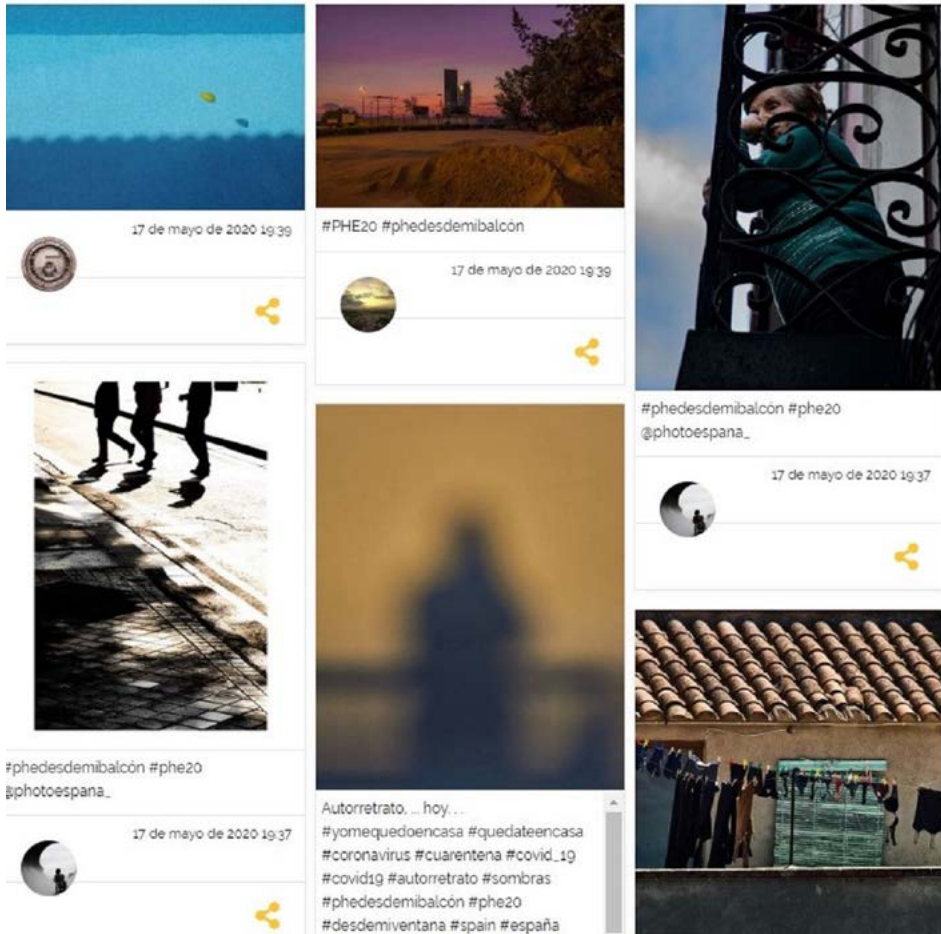 17 de mayo de 2020 19:39
#phedesdemibalcón #phe20
@photoespana_
17 de mayo de 2020 19:37
#PHE20 #phedesdemibalcón
17 de mayo de 2020 19:39
Autorretrato, ... hoy. . .
#yomequedoencasa #quedateencasa
#coronavirus #cuarentena #covid_19
#covid19 #autorretrato #sombras
#phedesdemibalcón #phe20
#desdemiventana #spain #españa
#phedesdemibalcón #phe20
@photoespana_
17 de mayo de 2020 19:37